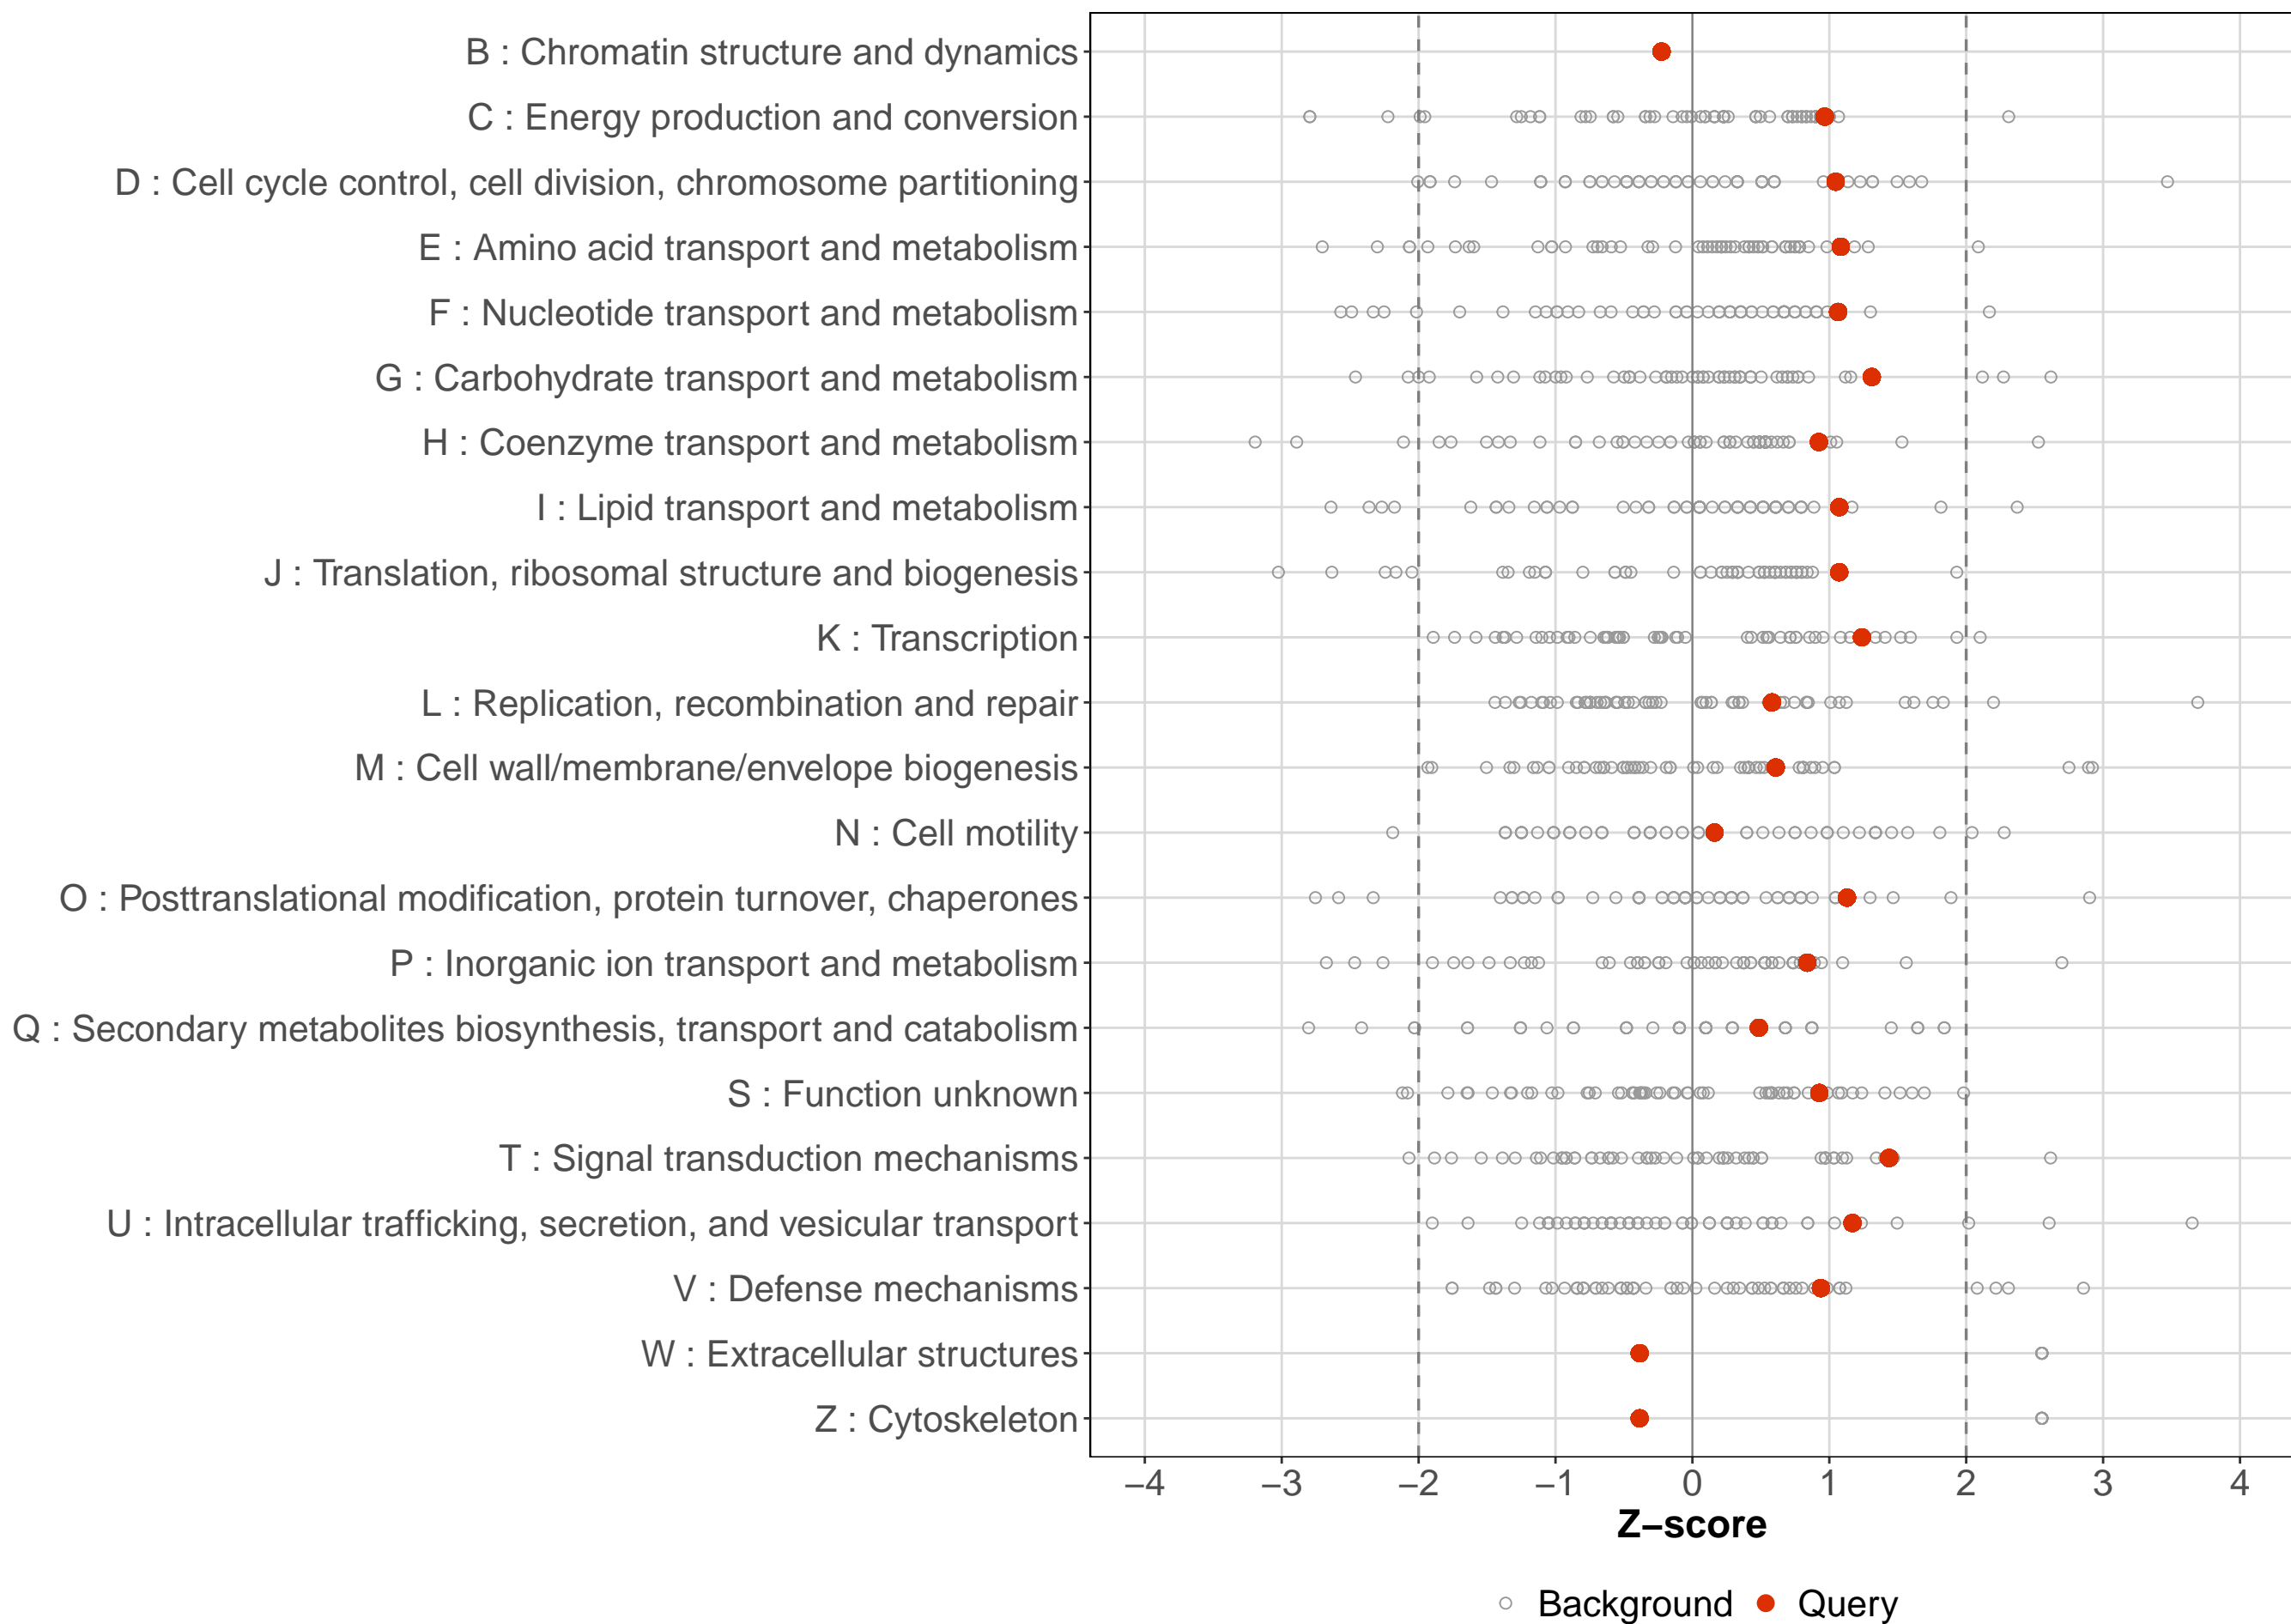 B : Chromatin structure and dynamics
C : Energy production and conversion
D : Cell cycle control, cell division, chromosome partitioning
E : Amino acid transport and metabolism
F : Nucleotide transport and metabolism
G : Carbohydrate transport and metabolism
H : Coenzyme transport and metabolism
I : Lipid transport and metabolism
J : Translation, ribosomal structure and biogenesis
K : Transcription
L : Replication, recombination and repair
M : Cell wall/membrane/envelope biogenesis
N : Cell motility
O : Posttranslational modification, protein turnover, chaperones
P : Inorganic ion transport and metabolism
Q : Secondary metabolites biosynthesis, transport and catabolism
S : Function unknown
T : Signal transduction mechanisms
U : Intracellular trafficking, secretion, and vesicular transport
V : Defense mechanisms
W : Extracellular structures
Z : Cytoskeleton
−4 −3 −2 −1 0 1 2 3 4
Z−score
Background Query